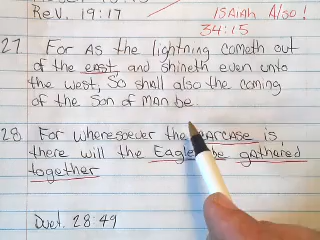 Rev. 19:17
ISAIAH Also!
34:15
27 For As the lightning cometh out
of the east, and shineth even unto
the west, So shall also the coming
of the Son of MAN be.
28 For wheresoever the CARCASE is,
there will the Eagles be gathered
together
Duet. 28:49